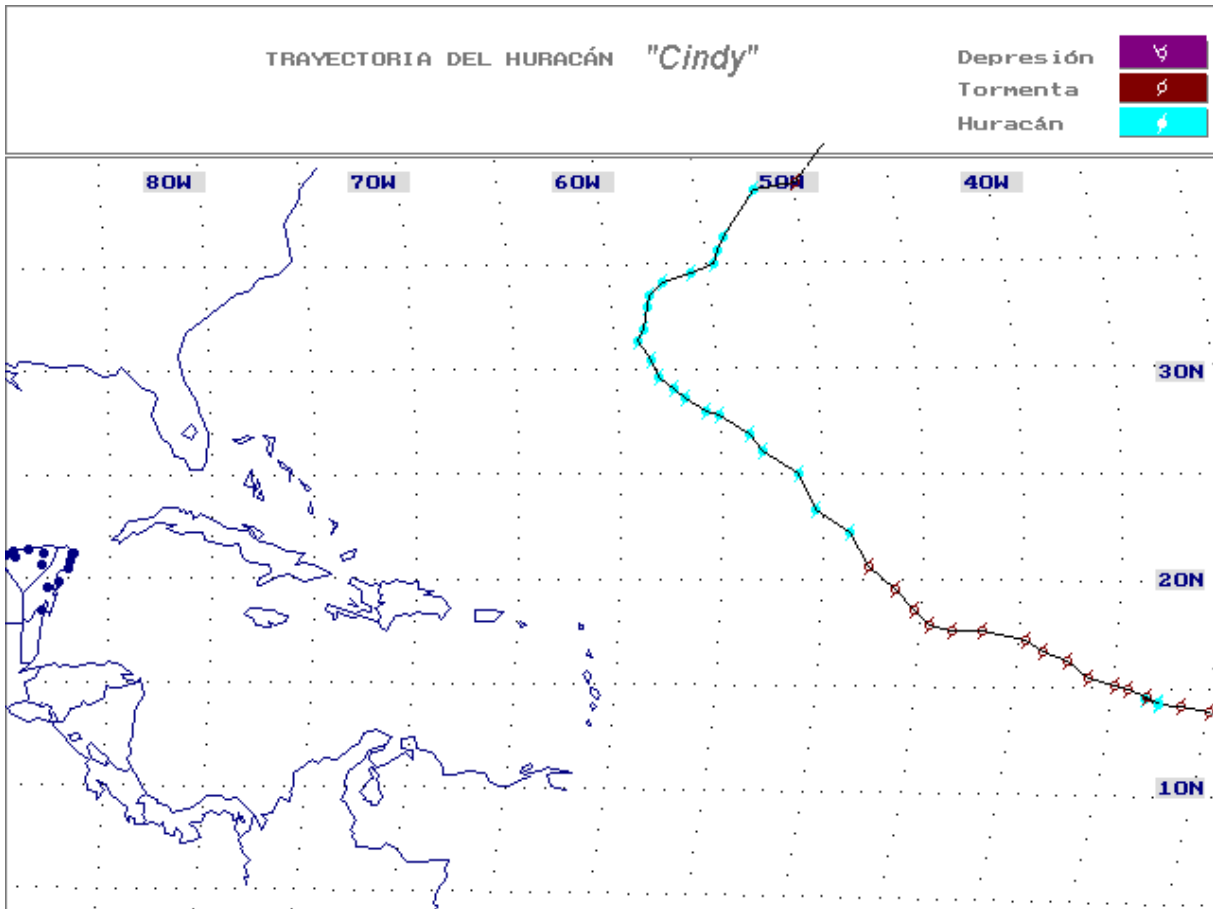 TRAYECTORIA DEL HURACÁN "Cindy"
Depresión
Tormenta
Huracán
80W 70W 60W 50W 40W
30N
20N
10N